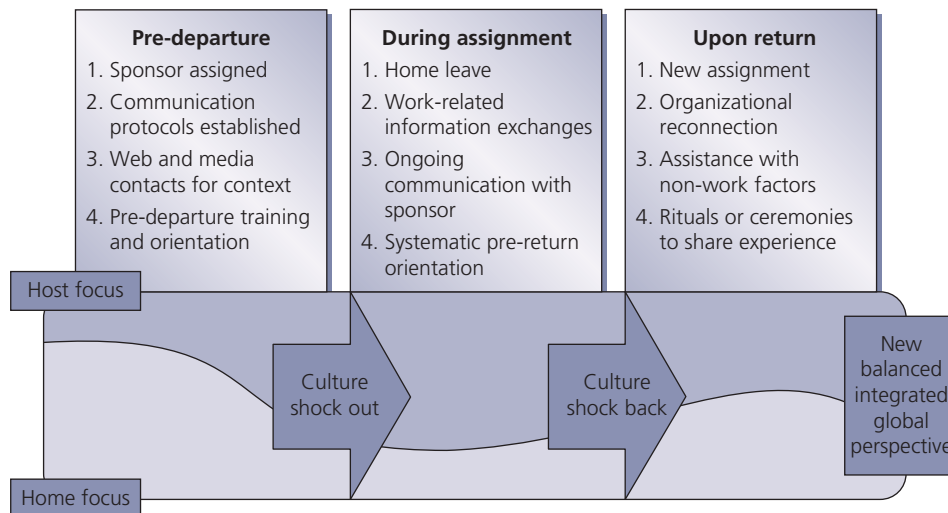 Pre-departure
1. Sponsor assigned
2. Communication
protocols established
3. Web and media
contacts for context
4. Pre-departure training
and orientation
During assignment
1. Home leave
2. Work-related
information exchanges
3. Ongoing
communication with
sponsor
4. Systematic pre-return
orientation
Upon return
1. New assignment
2. Organizational
reconnection
3. Assistance with
non-work factors
4. Rituals or ceremonies
to share experience
Host focus
Culture
shock out
Culture
shock back
New
balanced
integrated
global
perspective
Home focus